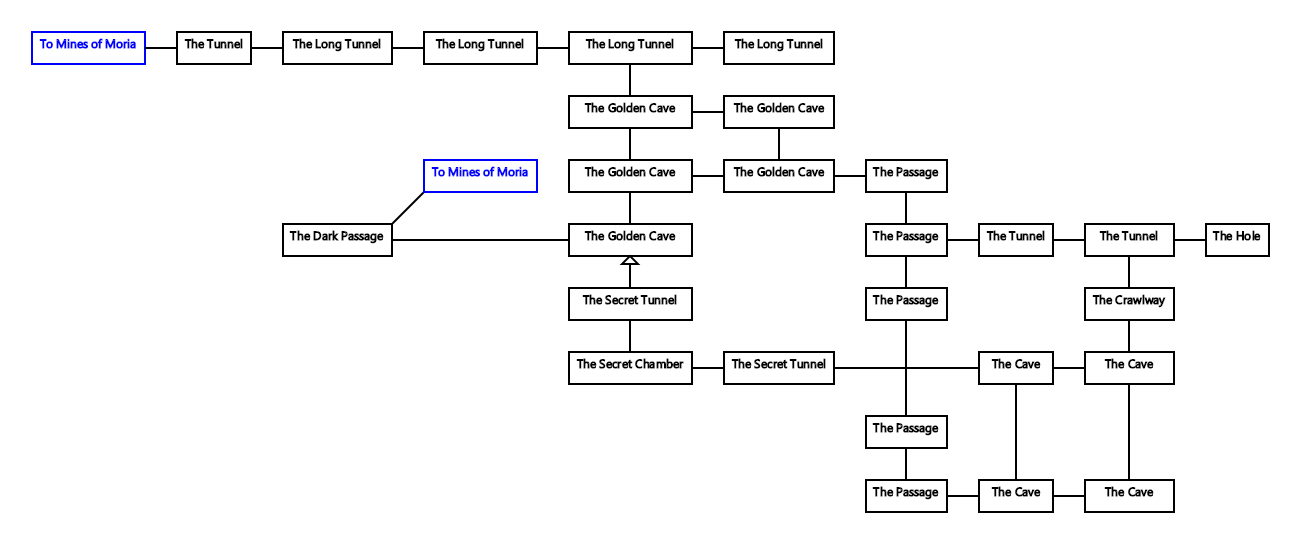 To Mines of Moria
The Tunnel
The Long Tunnel
The Long Tunnel
The Long Tunnel
The Long Tunnel
The Golden Cave
The Golden Cave
To Mines of Moria
The Golden Cave
The Golden Cave
The Passage
The Dark Passage
The Golden Cave
The Passage
The Tunnel
The Tunnel
The Hole
The Secret Tunnel
The Passage
The Crawlway
The Secret Chamber
The Secret Tunnel
The Cave
The Cave
The Passage
The Passage
The Cave
The Cave